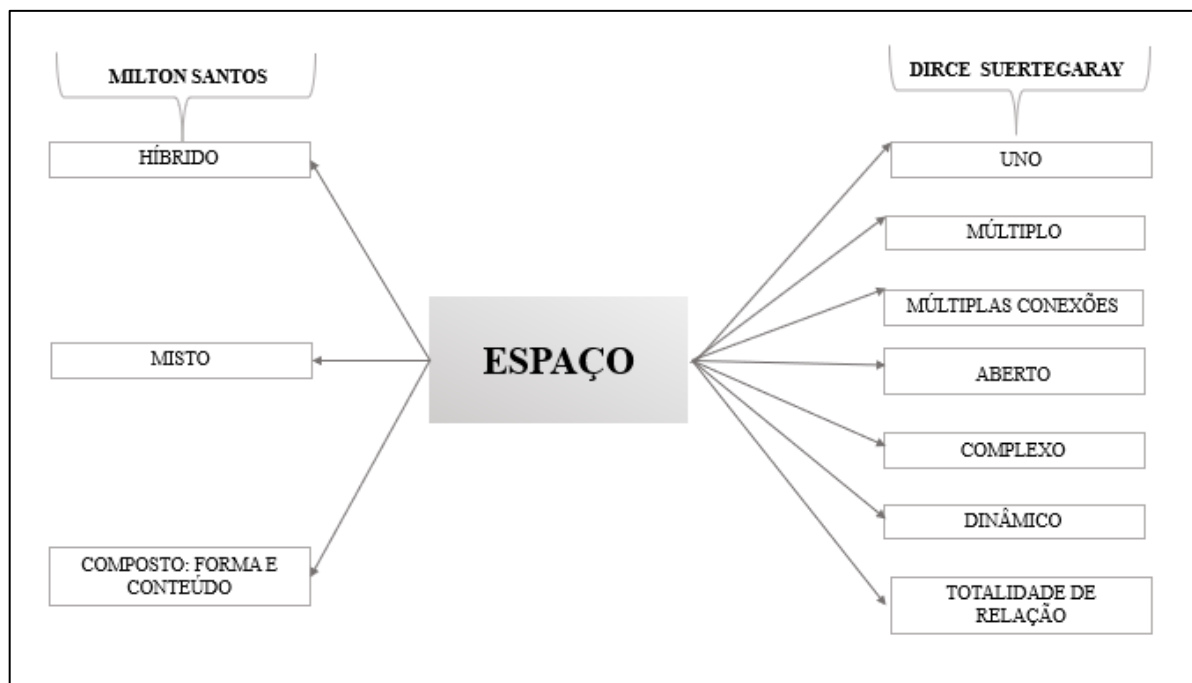 MILTON SANTOS
HÍBRIDO
MISTO
COMPOSTO: FORMA E
CONTEÚDO
ESPAÇO
DIRCE SUERTEGARAY
UNO
MÚLTIPLO
MÚLTIPLAS CONEXÕES
ABERTO
COMPLEXO
DINÂMICO
TOTALIDADE DE
RELAÇÃO